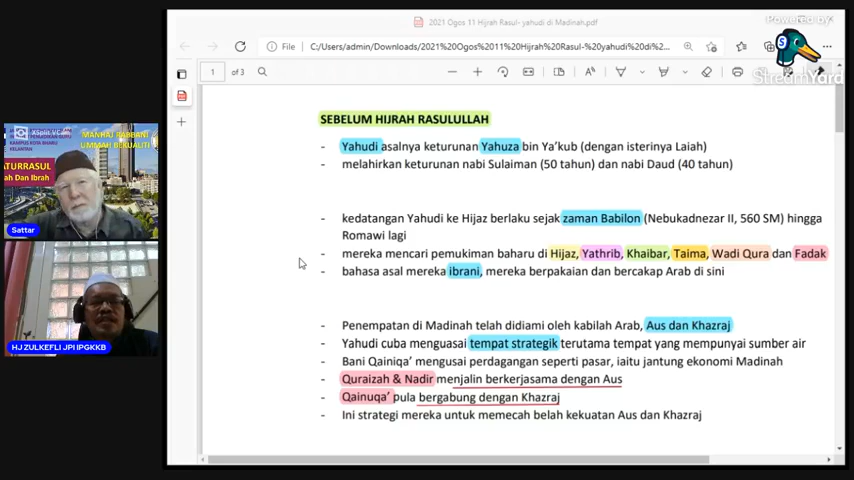 2021 Ogos 11 Hijrah Rasul- yahudi di Madinah.pdf
Powered by
StreamYard
File
C:/Users/admin/Downloads/2021%20Ogos%2011%20Hijrah%20Rasul-%20yahudi%20di%...
1 of 3
SEBELUM HIJRAH RASULULLAH
- Yahudi asalnya keturunan Yahuza bin Ya'kub (dengan isterinya Laiah)
- melahirkan keturunan nabi Sulaiman (50 tahun) dan nabi Daud (40 tahun)
- kedatangan Yahudi ke Hijaz berlaku sejak zaman Babilon (Nebukadnezar II, 560 SM) hingga
Romawi lagi
- mereka mencari pemukiman baharu di Hijaz, Yathrib, Khaibar, Taima, Wadi Qura dan Fadak
- bahasa asal mereka ibrani, mereka berpakaian dan bercakap Arab di sini
- Penempatan di Madinah telah didiami oleh kabilah Arab, Aus dan Khazraj
- Yahudi cuba menguasai tempat strategik terutama tempat yang mempunyai sumber air
- Bani Qainiqa' mengusai perdagangan seperti pasar, iaitu jantung ekonomi Madinah
- Quraizah & Nadir menjalin berkerjasama dengan Aus
- Qainuqa' pula bergabung dengan Khazraj
- Ini strategi mereka untuk memecah belah kekuatan Aus dan Khazraj
MANHAJ RABBANI
UMMAH BERKUALITI
KAMPUS KOTA BHARU
KELANTAN
Sattar
HJ ZULKEFLI JPI IPGKKB